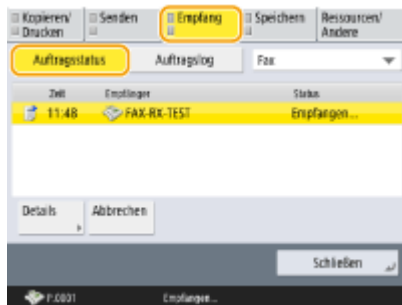 Kopieren/ Drucken
Senden
Empfang
Speichern
Ressourcen/ Andere
Auftragsstatus
Auftragslog
Fax
Zeit Empfänger Status
11:48 FAX-RX-TEST Empfangen...
Details
Abbrechen
Schließen
P.0001 Empfangen...